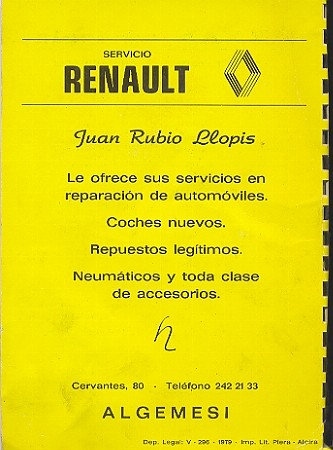 SERVICIO
RENAULT
Juan Rubio Llopis
Le ofrece sus servicios en
reparación de automóviles.
Coches nuevos.
Repuestos legítimos.
Neumáticos y toda clase
de accesorios.
Cervantes, 80 - Teléfono 242 21 33
ALGEMESI
Dep. Legal: V - 296 - 1979 - Imp. Lit. Piera - Alcira